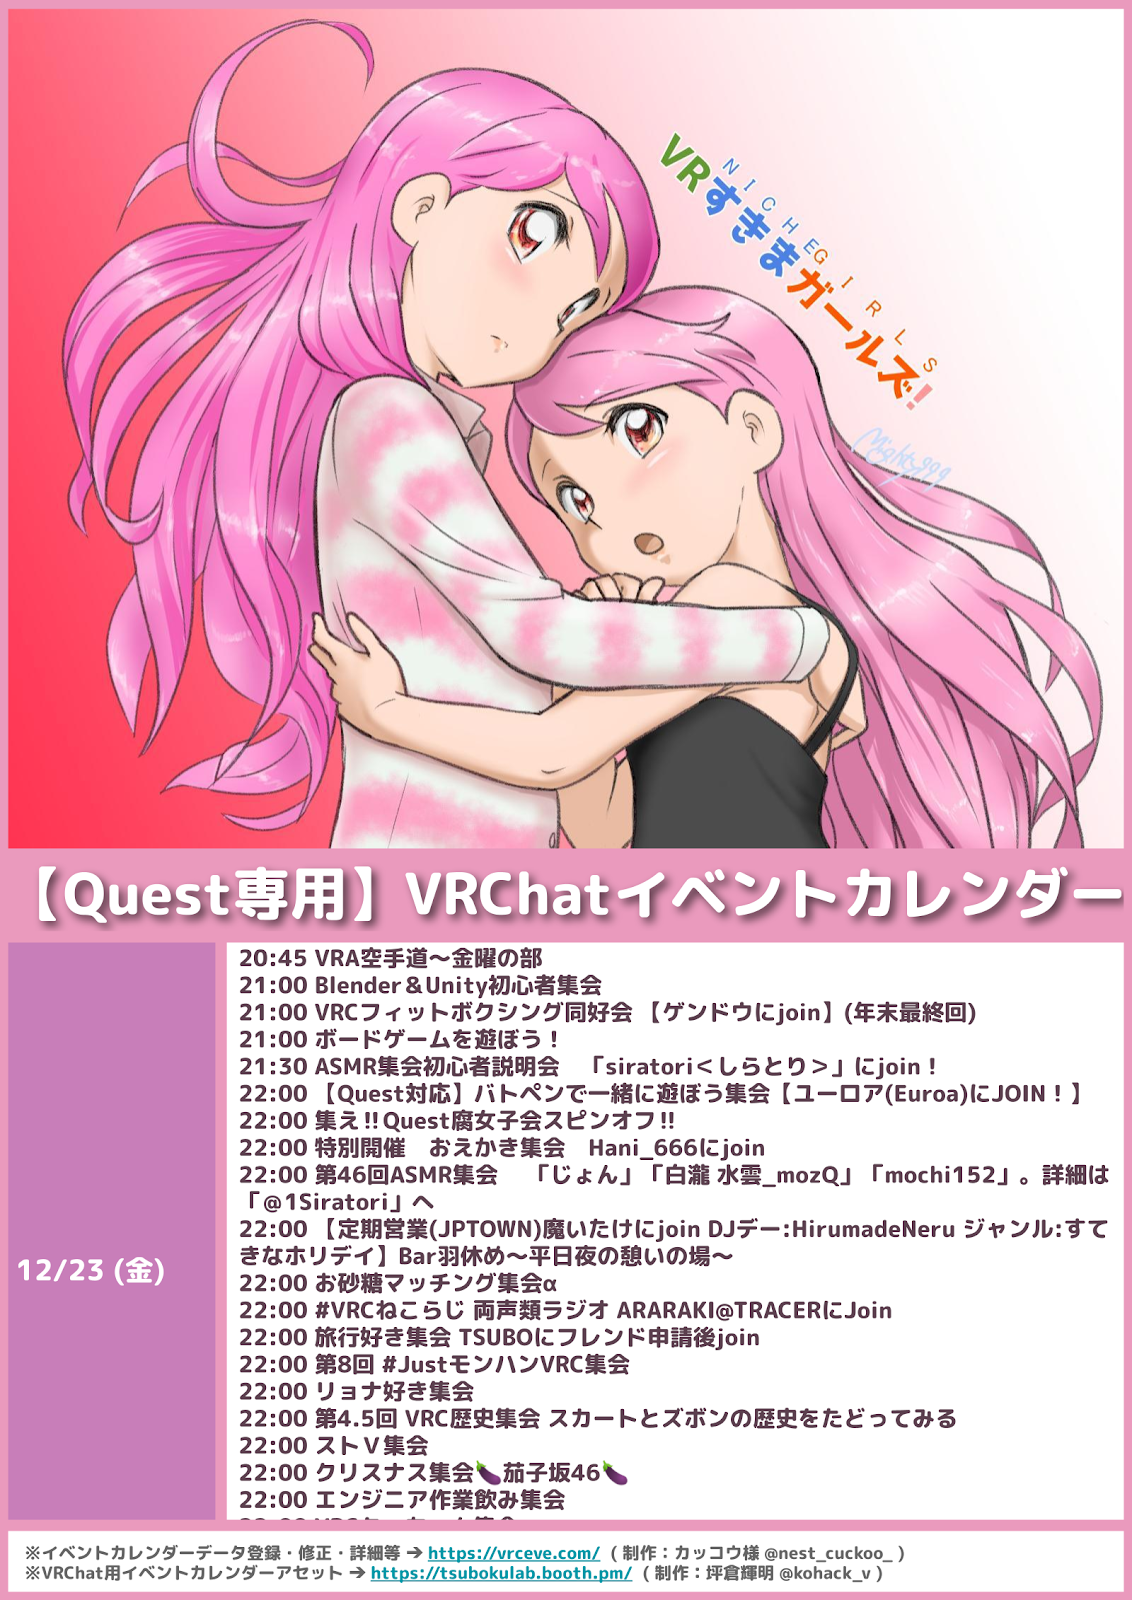 NICHE GIRLS
VRすきまガールズ!
Mighty999
【Quest専用】VRChatイベントカレンダー
12/23 (金)
20:45 VRA空手道～金曜の部
21:00 Blender＆Unity初心者集会
21:00 VRCフィットボクシング同好会 【ゲンドウにjoin】(年末最終回)
21:00 ボードゲームを遊ぼう！
21:30 ASMR集会初心者説明会　「siratori＜しらとり＞」にjoin！
22:00 【Quest対応】バトペンで一緒に遊ぼう集会【ユーロア(Euroa)にJOIN！】
22:00 集え!!Quest腐女子会スピンオフ!!
22:00 特別開催　おえかき集会　Hani_666にjoin
22:00 第46回ASMR集会　「じょん」「白瀧 水雲_mozQ」「mochi152」。詳細は
「@1Siratori」へ
22:00 【定期営業(JPTOWN)魔いたけにjoin DJデー:HirumadeNeru ジャンル:すて
きなホリデイ】Bar羽休め～平日夜の憩いの場～
22:00 お砂糖マッチング集会α
22:00 #VRCねこらじ 両声類ラジオ ARARAKI@TRACERにJoin
22:00 旅行好き集会 TSUBOにフレンド申請後join
22:00 第8回 #JustモンハンVRC集会
22:00 リョナ好き集会
22:00 第4.5回 VRC歴史集会 スカートとズボンの歴史をたどってみる
22:00 ストＶ集会
22:00 クリスナス集会🍆茄子坂46🍆
22:00 エンジニア作業飲み集会
※イベントカレンダーデータ登録・修正・詳細等 ➔ https://vrceve.com/ ( 制作：カッコウ様 @nest_cuckoo_ )
※VRChat用イベントカレンダーアセット ➔ https://tsubokulab.booth.pm/ ( 制作：坪倉輝明 @kohack_v )